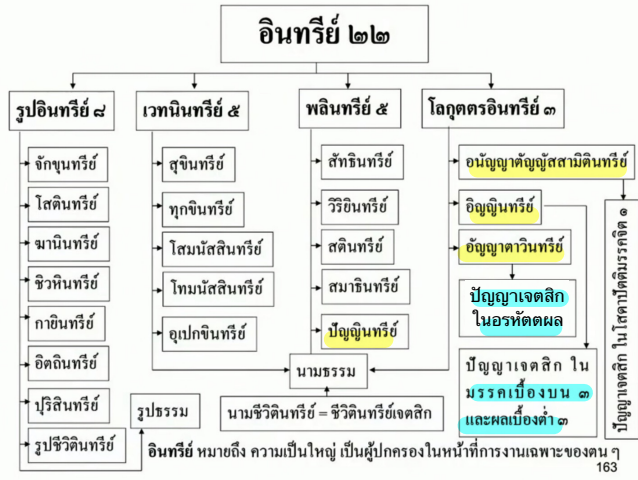 อินทรีย์ ๒๒
รูปอินทรีย์ ๘
เวทนินทรีย์ ๕
พลินทรีย์ ๕
โลกุตตรอินทรีย์ ๓
จักขุนทรีย์
โสตินทรีย์
ฆานินทรีย์
ชิวหินทรีย์
กายินทรีย์
อิตถินทรีย์
ปุริสินทรีย์
รูปชีวิตินทรีย์
รูปธรรม
สุขินทรีย์
ทุกขินทรีย์
โสมนัสสินทรีย์
โทมนัสสินทรีย์
อุเปกขินทรีย์
สัทธินทรีย์
วิริยินทรีย์
สตินทรีย์
สมาธินทรีย์
ปัญญินทรีย์
นามธรรม
นามชีวิตินทรีย์ = ชีวิตินทรีย์เจตสิก
อนัญญาตัญญัสสามิตินทรีย์
อิญญินทรีย์
อัญญาตาวินทรีย์
ปัญญาเจตสิก
ในอรหัตตผล
ปัญญาเจตสิก ใน
มรรคเบื้องบน ๓
และผลเบื้องต่ำ ๓
ปัญญาเจตสิก ในโสดาปัตติมรรคจิต ๑
อินทรีย์ หมายถึง ความเป็นใหญ่ เป็นผู้ปกครองในหน้าที่การงานเฉพาะของตน ๆ
163